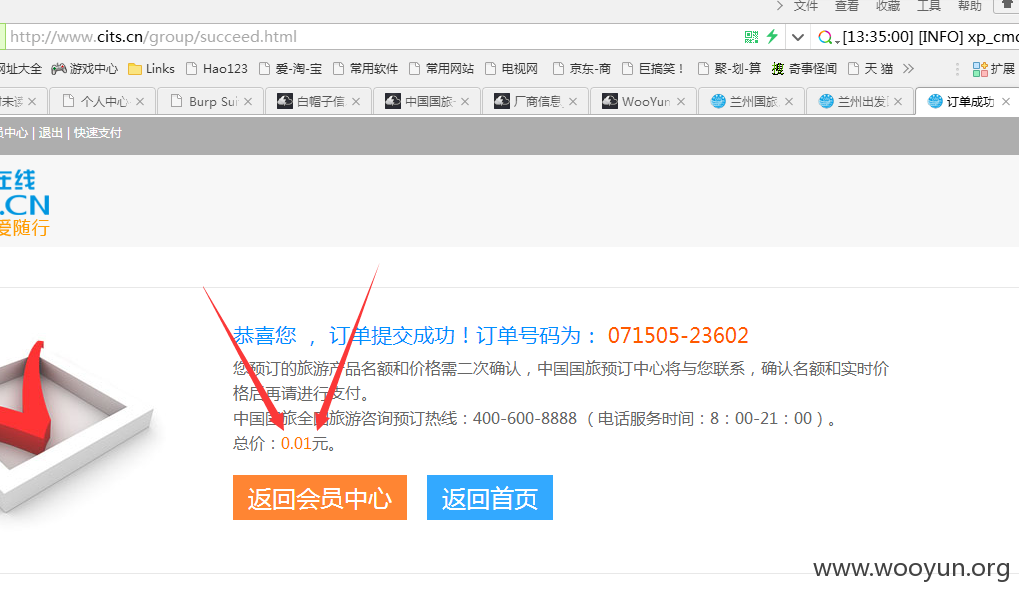 文件 查看 收藏 工具 帮助
http://www.cits.cn/group/succeed.html
[13:35:00] [INFO] xp_cmd
网址大全 游戏中心 Links Hao123 爱-淘-宝 常用软件 常用网站 电视网 京东-商 巨搞笑！ 聚-划-算 奇事怪闻 天 猫 扩展
个人中心 Burp Sui 白帽子信 中国国旅- 厂商信息 WooYun 兰州国旅 兰州出发 订单成功
员中心 | 退出 | 快速支付
在线
.CN
爱随行
恭喜您 ， 订单提交成功！订单号码为： 071505-23602
您预订的旅游产品名额和价格需二次确认，中国国旅预订中心将与您联系，确认名额和实时价
格后再请进行支付。
中国国旅全国旅游咨询预订热线：400-600-8888 （ 电话服务时间：8：00-21：00 ）。
总价：0.01元。
返回会员中心 返回首页
www.wooyun.org